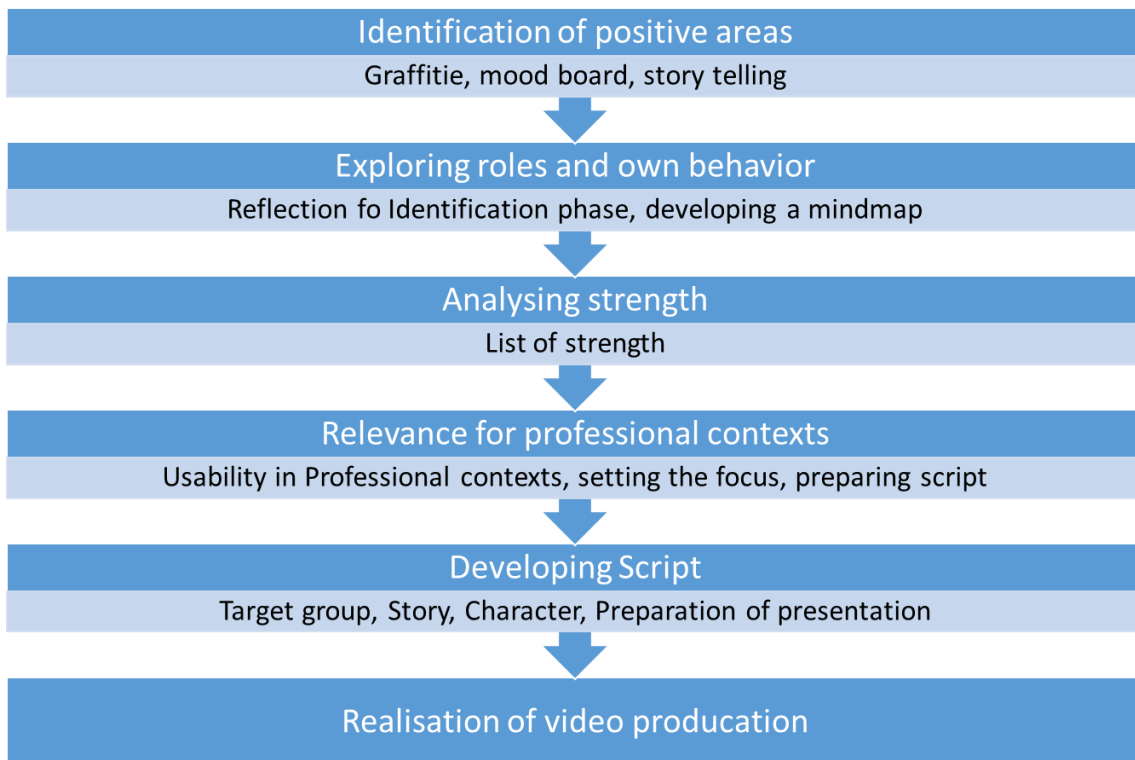 Identification of positive areas
Graffitie, mood board, story telling
Exploring roles and own behavior
Reflection fo Identification phase, developing a mindmap
Analysing strength
List of strength
Relevance for professional contexts
Usability in Professional contexts, setting the focus, preparing script
Developing Script
Target group, Story, Character, Preparation of presentation
Realisation of video producation